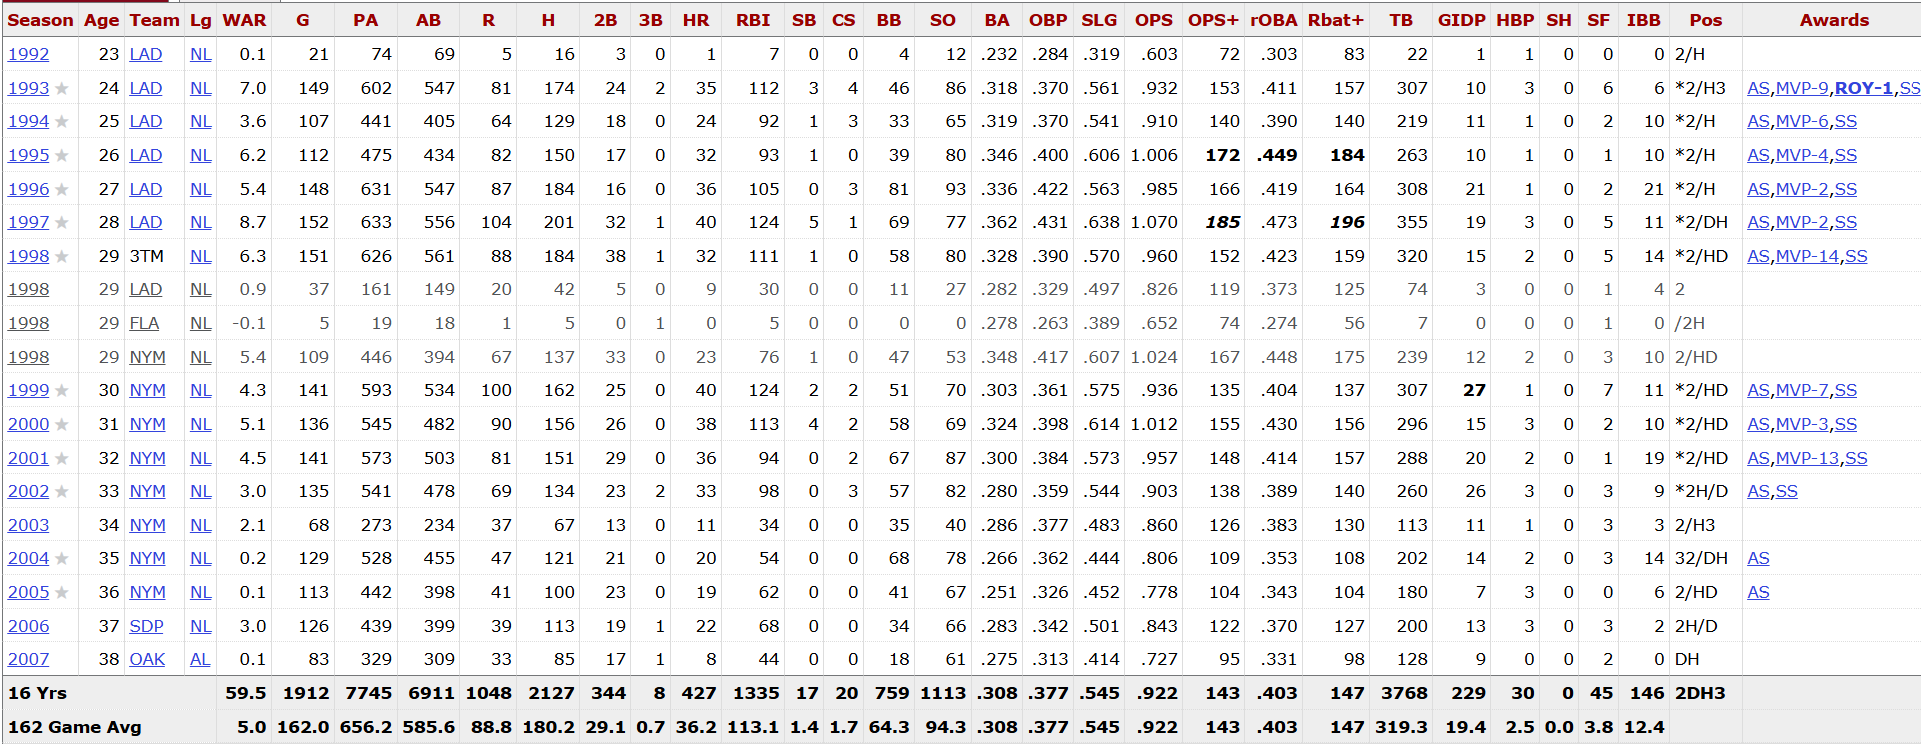 Season Age Team Lg WAR G PA AB R H 2B 3B HR RBI SB CS BB SO BA OBP SLG OPS OPS+ rOBA Rbat+ TB GIDP HBP SH SF IBB Pos Awards
1992 23 LAD NL 0.1 21 74 69 5 16 3 0 1 7 0 0 4 12 .232 .284 .319 .603 72 .303 83 22 1 1 0 0 0 2/H
1993 ★ 24 LAD NL 7.0 149 602 547 81 174 24 2 35 112 3 4 46 86 .318 .370 .561 .932 153 .411 157 307 10 3 0 6 6 *2/H3 AS,MVP-9,ROY-1,SS
1994 ★ 25 LAD NL 3.6 107 441 405 64 129 18 0 24 92 1 3 33 65 .319 .370 .541 .910 140 .390 140 219 11 1 0 2 10 *2/H AS,MVP-6,SS
1995 ★ 26 LAD NL 6.2 112 475 434 82 150 17 0 32 93 1 0 39 80 .346 .400 .606 1.006 172 .449 184 263 10 1 0 1 10 *2/H AS,MVP-4,SS
1996 ★ 27 LAD NL 5.4 148 631 547 87 184 16 0 36 105 0 3 81 93 .336 .422 .563 .985 166 .419 164 308 21 1 0 2 21 *2/H AS,MVP-2,SS
1997 ★ 28 LAD NL 8.7 152 633 556 104 201 32 1 40 124 5 1 69 77 .362 .431 .638 1.070 185 .473 196 355 19 3 0 5 11 *2/DH AS,MVP-2,SS
1998 ★ 29 3TM NL 6.3 151 626 561 88 184 38 1 32 111 1 0 58 80 .328 .390 .570 .960 152 .423 159 320 15 2 0 5 14 *2/HD AS,MVP-14,SS
1998 29 LAD NL 0.9 37 161 149 20 42 5 0 9 30 0 0 11 27 .282 .329 .497 .826 119 .373 125 74 3 0 0 1 4 2
1998 29 FLA NL -0.1 5 19 18 1 5 0 1 0 5 0 0 0 0 .278 .263 .389 .652 74 .274 56 7 0 0 0 1 0 /2H
1998 29 NYM NL 5.4 109 446 394 67 137 33 0 23 76 1 0 47 53 .348 .417 .607 1.024 167 .448 175 239 12 2 0 3 10 2/HD
1999 ★ 30 NYM NL 4.3 141 593 534 100 162 25 0 40 124 2 2 51 70 .303 .361 .575 .936 135 .404 137 307 27 1 0 7 11 *2/HD AS,MVP-7,SS
2000 ★ 31 NYM NL 5.1 136 545 482 90 156 26 0 38 113 4 2 58 69 .324 .398 .614 1.012 155 .430 156 296 15 3 0 2 10 *2/HD AS,MVP-3,SS
2001 ★ 32 NYM NL 4.5 141 573 503 81 151 29 0 36 94 0 2 67 87 .300 .384 .573 .957 148 .414 157 288 20 2 0 1 19 *2/HD AS,MVP-13,SS
2002 ★ 33 NYM NL 3.0 135 541 478 69 134 23 2 33 98 0 3 57 82 .280 .359 .544 .903 138 .389 140 260 26 3 0 3 9 *2H/D AS,SS
2003 34 NYM NL 2.1 68 273 234 37 67 13 0 11 34 0 0 35 40 .286 .377 .483 .860 126 .383 130 113 11 1 0 3 3 2/H3
2004 ★ 35 NYM NL 0.2 129 528 455 47 121 21 0 20 54 0 0 68 78 .266 .362 .444 .806 109 .353 108 202 14 2 0 3 14 32/DH AS
2005 ★ 36 NYM NL 0.1 113 442 398 41 100 23 0 19 62 0 0 41 67 .251 .326 .452 .778 104 .343 104 180 7 3 0 0 6 2/HD AS
2006 37 SDP NL 3.0 126 439 399 39 113 19 1 22 68 0 0 34 66 .283 .342 .501 .843 122 .370 127 200 13 3 0 3 2 2H/D
2007 38 OAK AL 0.1 83 329 309 33 85 17 1 8 44 0 0 18 61 .275 .313 .414 .727 95 .331 98 128 9 0 0 2 0 DH
16 Yrs 59.5 1912 7745 6911 1048 2127 344 8 427 1335 17 20 759 1113 .308 .377 .545 .922 143 .403 147 3768 229 30 0 45 146 2DH3
162 Game Avg 5.0 162.0 656.2 585.6 88.8 180.2 29.1 0.7 36.2 113.1 1.4 1.7 64.3 94.3 .308 .377 .545 .922 143 .403 147 319.3 19.4 2.5 0.0 3.8 12.4